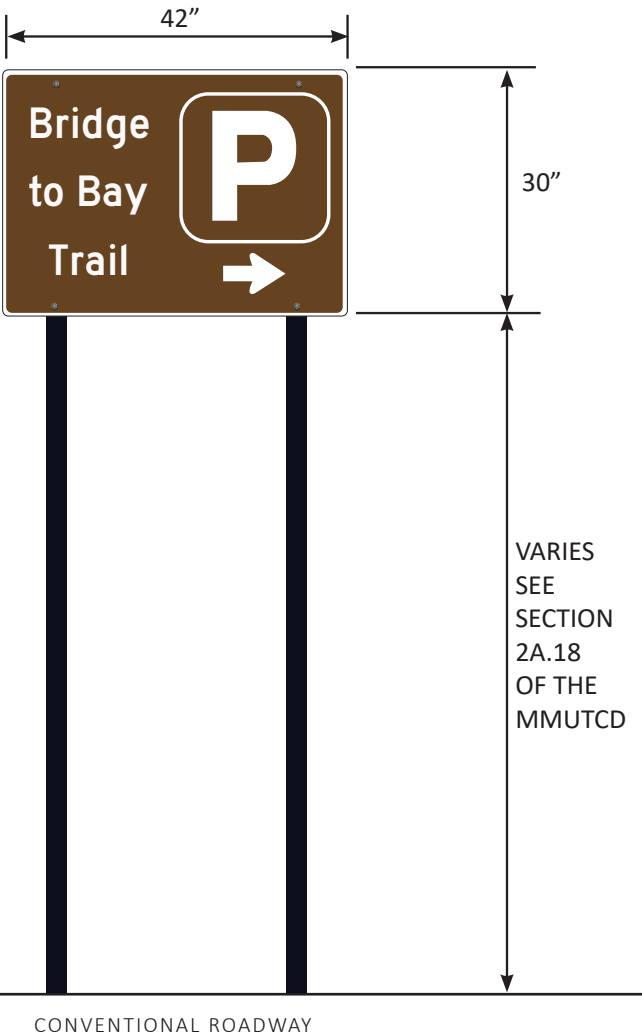 42”
Bridge
to Bay
Trail
P
30”
VARIES
SEE
SECTION
2A.18
OF THE
MMUTCD
CONVENTIONAL ROADWAY